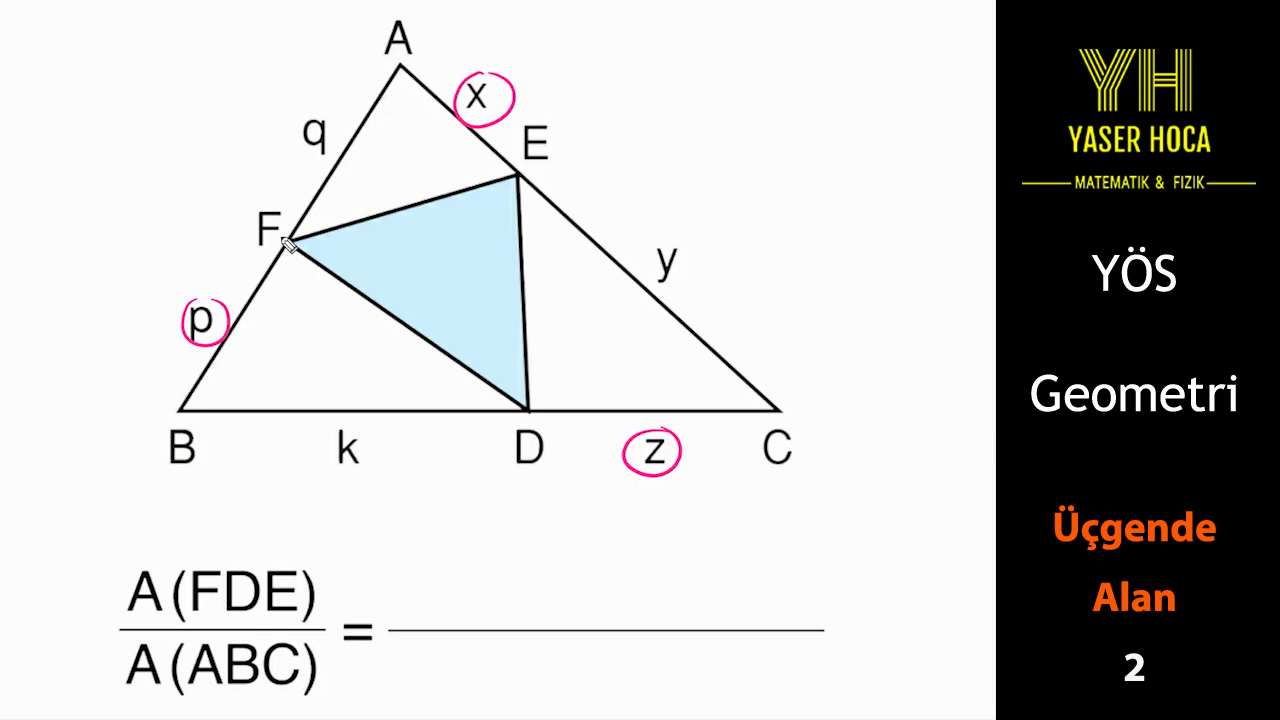 A
x
q
E
F
y
p
B k D z C
A(FDE)
=
A(ABC)
YH
YASER HOCA
MATEMATIK & FIZIK
YÖS
Geometri
Üçgende
Alan
2